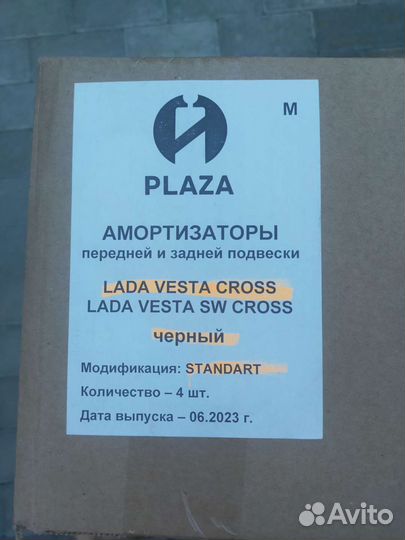 М
PLAZA
АМОРТИЗАТОРЫ
передней и задней подвески
LADA VESTA CROSS
LADA VESTA SW CROSS
черный
Модификация: STANDART
Количество – 4 шт.
Дата выпуска – 06.2023 г.
Avito